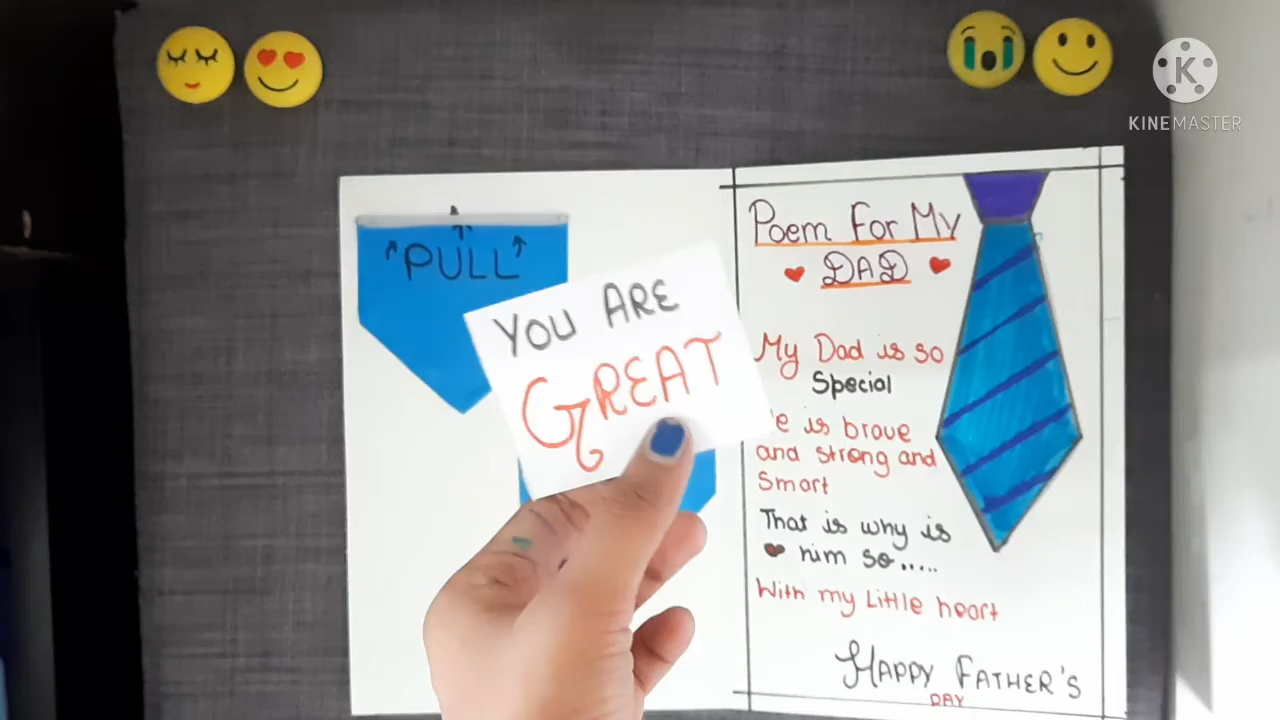 PULL
YOU ARE
GREAT
Poem For My
DAD
My Dad is so
Special
is brave
and strong and
Smart
That is why is
him so.....
With my Little heart
HAPPY FATHER'S
DAY
K
KINEMASTER